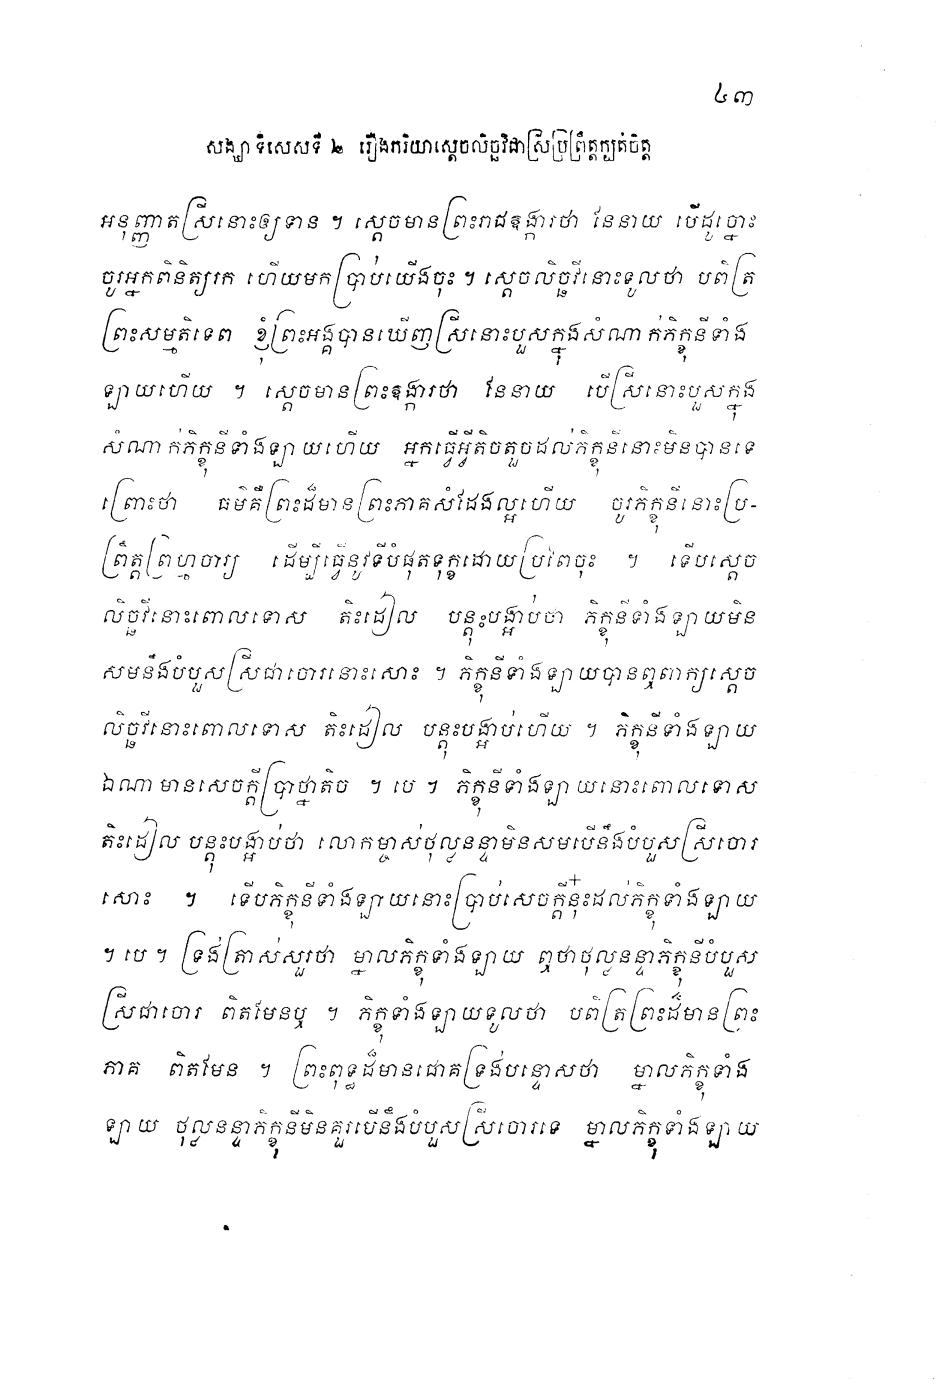 ៤៣
សង្ឃាទិសេសទី ២ រឿងភរិយាស្តេចលិច្ឆវិជាស្រីប្រព្រឹត្តក្បត់ចិត្ត
អនុញ្ញាតស្រីនោះឲ្យទាន ។ ស្តេចមានព្រះរាជឱង្ការថា នែនាយ បើដូច្នោះ
ចូរអ្នកពិនិត្យរក ហើយមកប្រាប់យើងចុះ ។ ស្តេចលិច្ឆវីនោះទូលថា បពិត្រ
ព្រះសម្មតិទេព ខ្ញុំព្រះអង្គបានឃើញស្រីនោះបួសក្នុងសំណាក់ភិក្ខុនីទាំង
ឡាយហើយ ។ ស្តេចមានព្រះឱង្ការថា នែនាយ បើស្រីនោះបួសក្នុង
សំណាក់ភិក្ខុនីទាំងឡាយហើយ អ្នកធ្វើអ្វីតិចតួចដល់ភិក្ខុនីនោះមិនបានទេ
ព្រោះថា ធម៌គឺព្រះដ៏មានព្រះភាគសំដែងល្អហើយ ចូរភិក្ខុនីនោះប្រ-
ព្រឹត្តព្រហ្មចារ្យ ដើម្បីធ្វើនូវទីបំផុតទុក្ខដោយប្រពៃចុះ ។ ទើបស្តេច
លិច្ឆវីនោះពោលទោស តិះដៀល បន្តុះបង្អាប់ថា ភិក្ខុនីទាំងឡាយមិន
សមនឹងបំបួសស្រីជាចោរនោះសោះ ។ ភិក្ខុនីទាំងឡាយបានឮពាក្យស្តេច
លិច្ឆវីនោះពោលទោស តិះដៀល បន្តុះបង្អាប់ហើយ ។ ភិក្ខុនីទាំងឡាយ
ឯណាមានសេចក្តីប្រាថ្នាតិច ។ បេ ។ ភិក្ខុនីទាំងឡាយនោះពោលទោស
តិះដៀល បន្តុះបង្អាប់ថា លោកម្ចាស់ថុល្លនន្ទាមិនសមបើនឹងបំបួសស្រីចោរ
សោះ ។ ទើបភិក្ខុនីទាំងឡាយនោះប្រាប់សេចក្តីនុ៎ះដល់ភិក្ខុទាំងឡាយ
។ បេ ។ ទ្រង់ត្រាស់សួរថា ម្នាលភិក្ខុទាំងឡាយ ឮថាថុល្លនន្ទាភិក្ខុនីបំបួស
ស្រីជាចោរ ពិតមែនឬ ។ ភិក្ខុទាំងឡាយទូលថា បពិត្រព្រះដ៏មានព្រះ
ភាគ ពិតមែន ។ ព្រះពុទ្ធដ៏មានជោគទ្រង់បន្ទោសថា ម្នាលភិក្ខុទាំង
ឡាយ ថុល្លនន្ទាភិក្ខុនីមិនគួរបើនឹងបំបួសស្រីចោរទេ ម្នាលភិក្ខុទាំងឡាយ